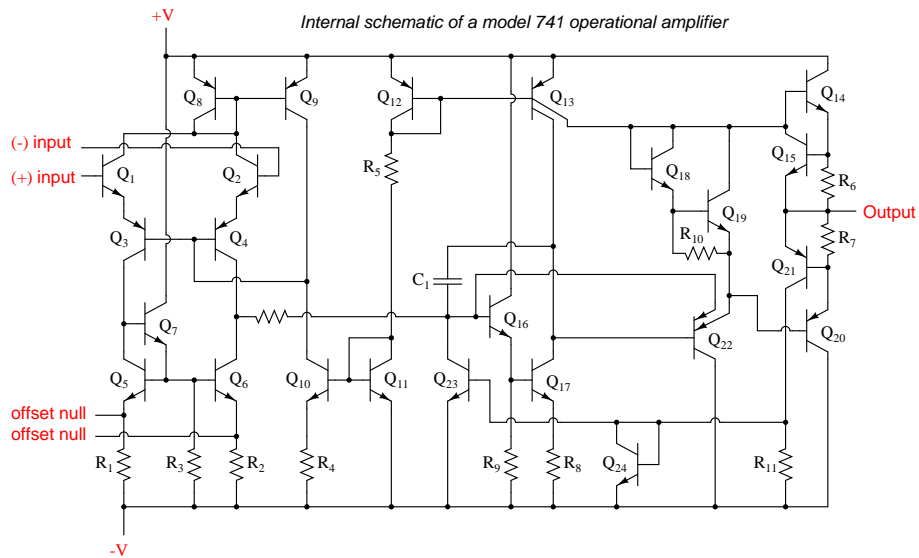 Internal schematic of a model 741 operational amplifier
+V
Q8
Q9
Q12
Q13
Q14
(-) input
(+) input
Q1
Q2
R5
Q18
Q15
R6
Output
Q19
Q3
Q4
R10
R7
Q21
C1
Q7
Q16
Q22
Q20
Q5
Q6
Q10
Q11
Q23
Q17
offset null
offset null
R1
R3
R2
R4
R9
R8
Q24
R11
-V